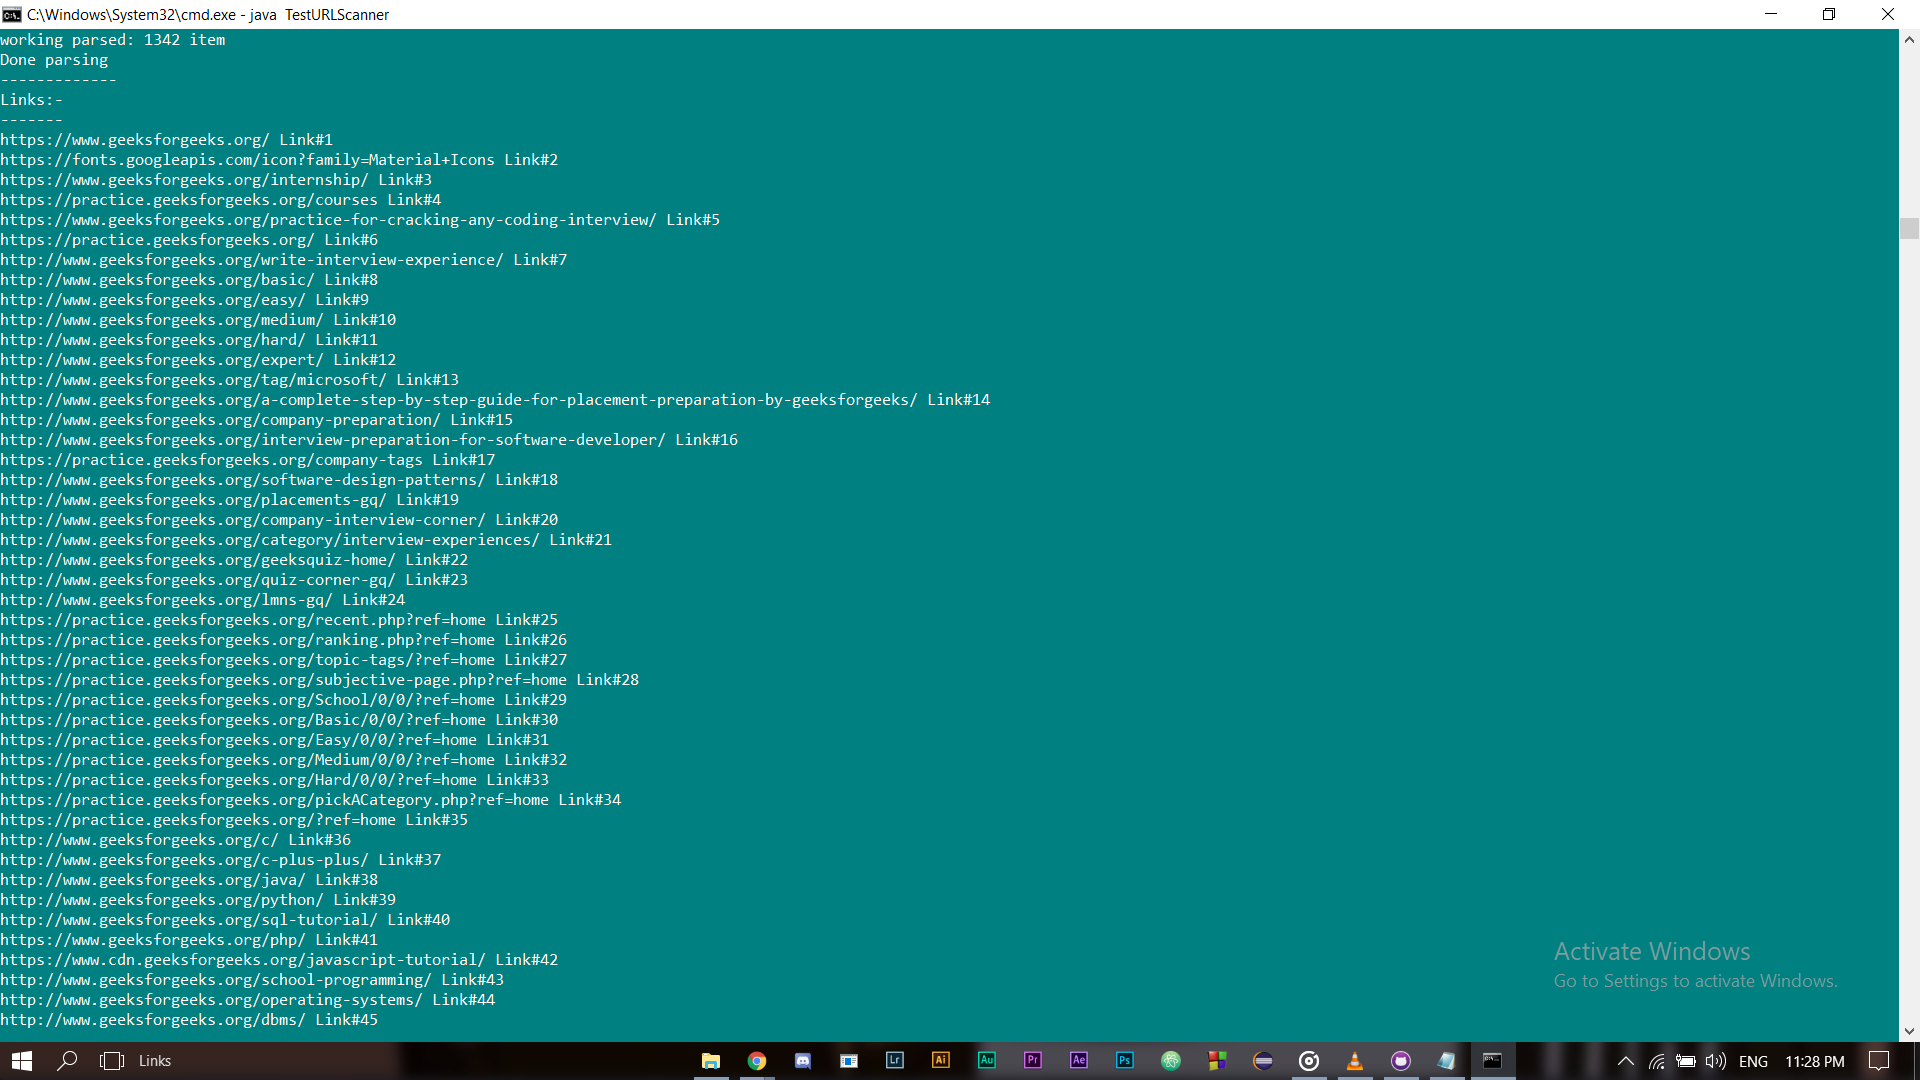 C:\Windows\System32\cmd.exe - java  TestURLScanner
working parsed: 1342 item
Done parsing
-------------
Links:-
-------
https://www.geeksforgeeks.org/ Link#1
https://fonts.googleapis.com/icon?family=Material+Icons Link#2
https://www.geeksforgeeks.org/internship/ Link#3
https://practice.geeksforgeeks.org/courses Link#4
https://www.geeksforgeeks.org/practice-for-cracking-any-coding-interview/ Link#5
https://practice.geeksforgeeks.org/ Link#6
http://www.geeksforgeeks.org/write-interview-experience/ Link#7
http://www.geeksforgeeks.org/basic/ Link#8
http://www.geeksforgeeks.org/easy/ Link#9
http://www.geeksforgeeks.org/medium/ Link#10
http://www.geeksforgeeks.org/hard/ Link#11
http://www.geeksforgeeks.org/expert/ Link#12
http://www.geeksforgeeks.org/tag/microsoft/ Link#13
http://www.geeksforgeeks.org/a-complete-step-by-step-guide-for-placement-preparation-by-geeksforgeeks/ Link#14
http://www.geeksforgeeks.org/company-preparation/ Link#15
http://www.geeksforgeeks.org/interview-preparation-for-software-developer/ Link#16
https://practice.geeksforgeeks.org/company-tags Link#17
http://www.geeksforgeeks.org/software-design-patterns/ Link#18
http://www.geeksforgeeks.org/placements-gq/ Link#19
http://www.geeksforgeeks.org/company-interview-corner/ Link#20
http://www.geeksforgeeks.org/category/interview-experiences/ Link#21
http://www.geeksforgeeks.org/geeksquiz-home/ Link#22
http://www.geeksforgeeks.org/quiz-corner-gq/ Link#23
http://www.geeksforgeeks.org/lmns-gq/ Link#24
https://practice.geeksforgeeks.org/recent.php?ref=home Link#25
https://practice.geeksforgeeks.org/ranking.php?ref=home Link#26
https://practice.geeksforgeeks.org/topic-tags/?ref=home Link#27
https://practice.geeksforgeeks.org/subjective-page.php?ref=home Link#28
https://practice.geeksforgeeks.org/School/0/0/?ref=home Link#29
https://practice.geeksforgeeks.org/Basic/0/0/?ref=home Link#30
https://practice.geeksforgeeks.org/Easy/0/0/?ref=home Link#31
https://practice.geeksforgeeks.org/Medium/0/0/?ref=home Link#32
https://practice.geeksforgeeks.org/Hard/0/0/?ref=home Link#33
https://practice.geeksforgeeks.org/pickACategory.php?ref=home Link#34
https://practice.geeksforgeeks.org/?ref=home Link#35
http://www.geeksforgeeks.org/c/ Link#36
http://www.geeksforgeeks.org/c-plus-plus/ Link#37
http://www.geeksforgeeks.org/java/ Link#38
http://www.geeksforgeeks.org/python/ Link#39
http://www.geeksforgeeks.org/sql-tutorial/ Link#40
https://www.geeksforgeeks.org/php/ Link#41
https://www.cdn.geeksforgeeks.org/javascript-tutorial/ Link#42
http://www.geeksforgeeks.org/school-programming/ Link#43
http://www.geeksforgeeks.org/operating-systems/ Link#44
http://www.geeksforgeeks.org/dbms/ Link#45
Activate Windows
Go to Settings to activate Windows.
Links Lr Ai Au Pr Ae Ps ENG 11:28 PM